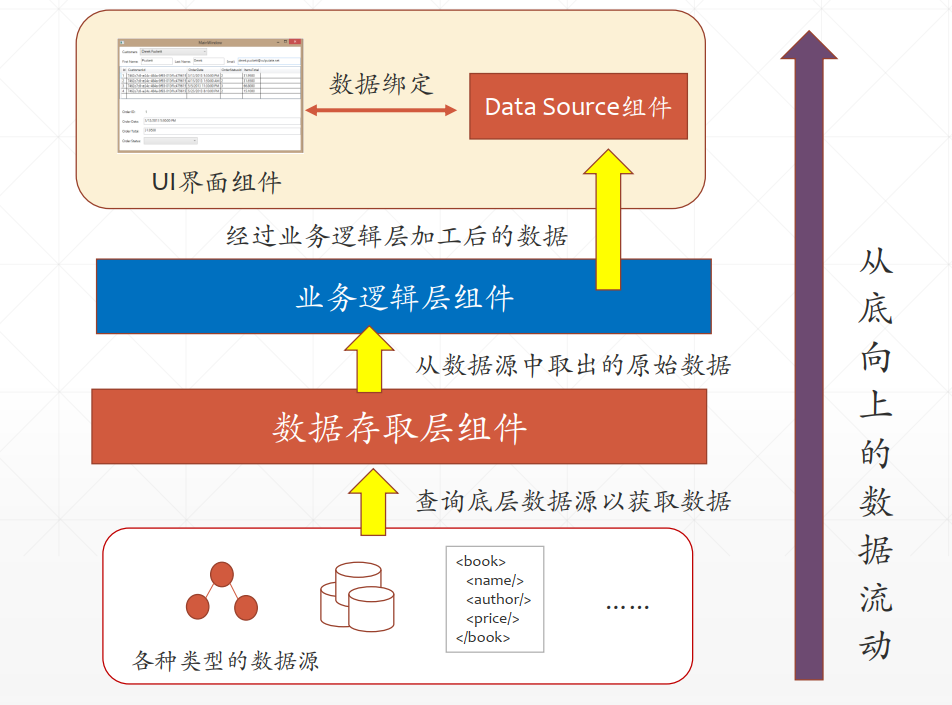 数据绑定
Data Source组件
UI界面组件
经过业务逻辑层加工后的数据
业务逻辑层组件
从数据源中取出的原始数据
数据存取层组件
查询底层数据源以获取数据
<book>
<name/>
<author/>
<price/>
</book>
……
各种类型的数据源
从底向上的数据流动